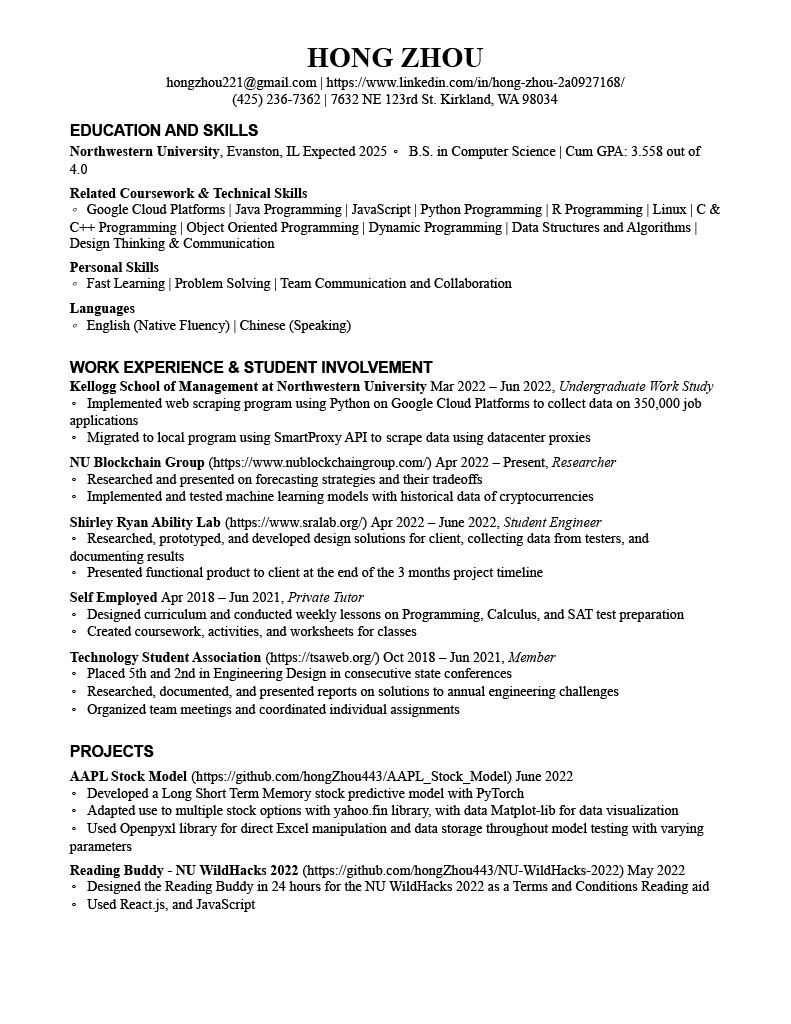 HONG ZHOU
hongzhou221@gmail.com | https://www.linkedin.com/in/hong-zhou-2a0927168/
(425) 236-7362 | 7632 NE 123rd St. Kirkland, WA 98034
EDUCATION AND SKILLS
Northwestern University, Evanston, IL Expected 2025 ◦ B.S. in Computer Science | Cum GPA: 3.558 out of
4.0
Related Coursework & Technical Skills
◦ Google Cloud Platforms | Java Programming | JavaScript | Python Programming | R Programming | Linux | C &
C++ Programming | Object Oriented Programming | Dynamic Programming | Data Structures and Algorithms |
Design Thinking & Communication
Personal Skills
◦ Fast Learning | Problem Solving | Team Communication and Collaboration
Languages
◦ English (Native Fluency) | Chinese (Speaking)
WORK EXPERIENCE & STUDENT INVOLVEMENT
Kellogg School of Management at Northwestern University Mar 2022 – Jun 2022, Undergraduate Work Study
◦ Implemented web scraping program using Python on Google Cloud Platforms to collect data on 350,000 job
applications
◦ Migrated to local program using SmartProxy API to scrape data using datacenter proxies
NU Blockchain Group (https://www.nublockchaingroup.com/) Apr 2022 – Present, Researcher
◦ Researched and presented on forecasting strategies and their tradeoffs
◦ Implemented and tested machine learning models with historical data of cryptocurrencies
Shirley Ryan Ability Lab (https://www.sralab.org/) Apr 2022 – June 2022, Student Engineer
◦ Researched, prototyped, and developed design solutions for client, collecting data from testers, and
documenting results
◦ Presented functional product to client at the end of the 3 months project timeline
Self Employed Apr 2018 – Jun 2021, Private Tutor
◦ Designed curriculum and conducted weekly lessons on Programming, Calculus, and SAT test preparation
◦ Created coursework, activities, and worksheets for classes
Technology Student Association (https://tsaweb.org/) Oct 2018 – Jun 2021, Member
◦ Placed 5th and 2nd in Engineering Design in consecutive state conferences
◦ Researched, documented, and presented reports on solutions to annual engineering challenges
◦ Organized team meetings and coordinated individual assignments
PROJECTS
AAPL Stock Model (https://github.com/hongZhou443/AAPL_Stock_Model) June 2022
◦ Developed a Long Short Term Memory stock predictive model with PyTorch
◦ Adapted use to multiple stock options with yahoo.fin library, with data Matplot-lib for data visualization
◦ Used Openpyxl library for direct Excel manipulation and data storage throughout model testing with varying
parameters
Reading Buddy - NU WildHacks 2022 (https://github.com/hongZhou443/NU-WildHacks-2022) May 2022
◦ Designed the Reading Buddy in 24 hours for the NU WildHacks 2022 as a Terms and Conditions Reading aid
◦ Used React.js, and JavaScript